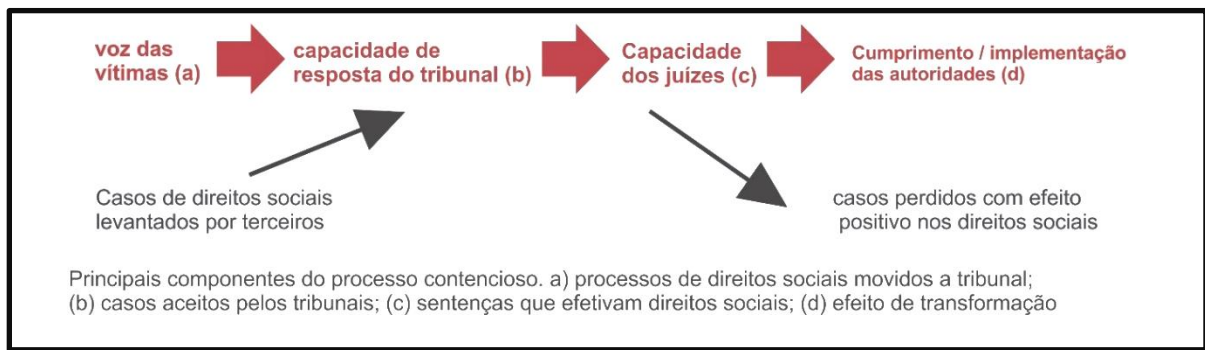 voz das
vítimas (a)
capacidade de
resposta do tribunal (b)
Capacidade
dos juízes (c)
Cumprimento / implementação
das autoridades (d)
Casos de direitos sociais
levantados por terceiros
casos perdidos com efeito
positivo nos direitos sociais
Principais componentes do processo contencioso. a) processos de direitos sociais movidos a tribunal;
(b) casos aceitos pelos tribunais; (c) sentenças que efetivam direitos sociais; (d) efeito de transformação